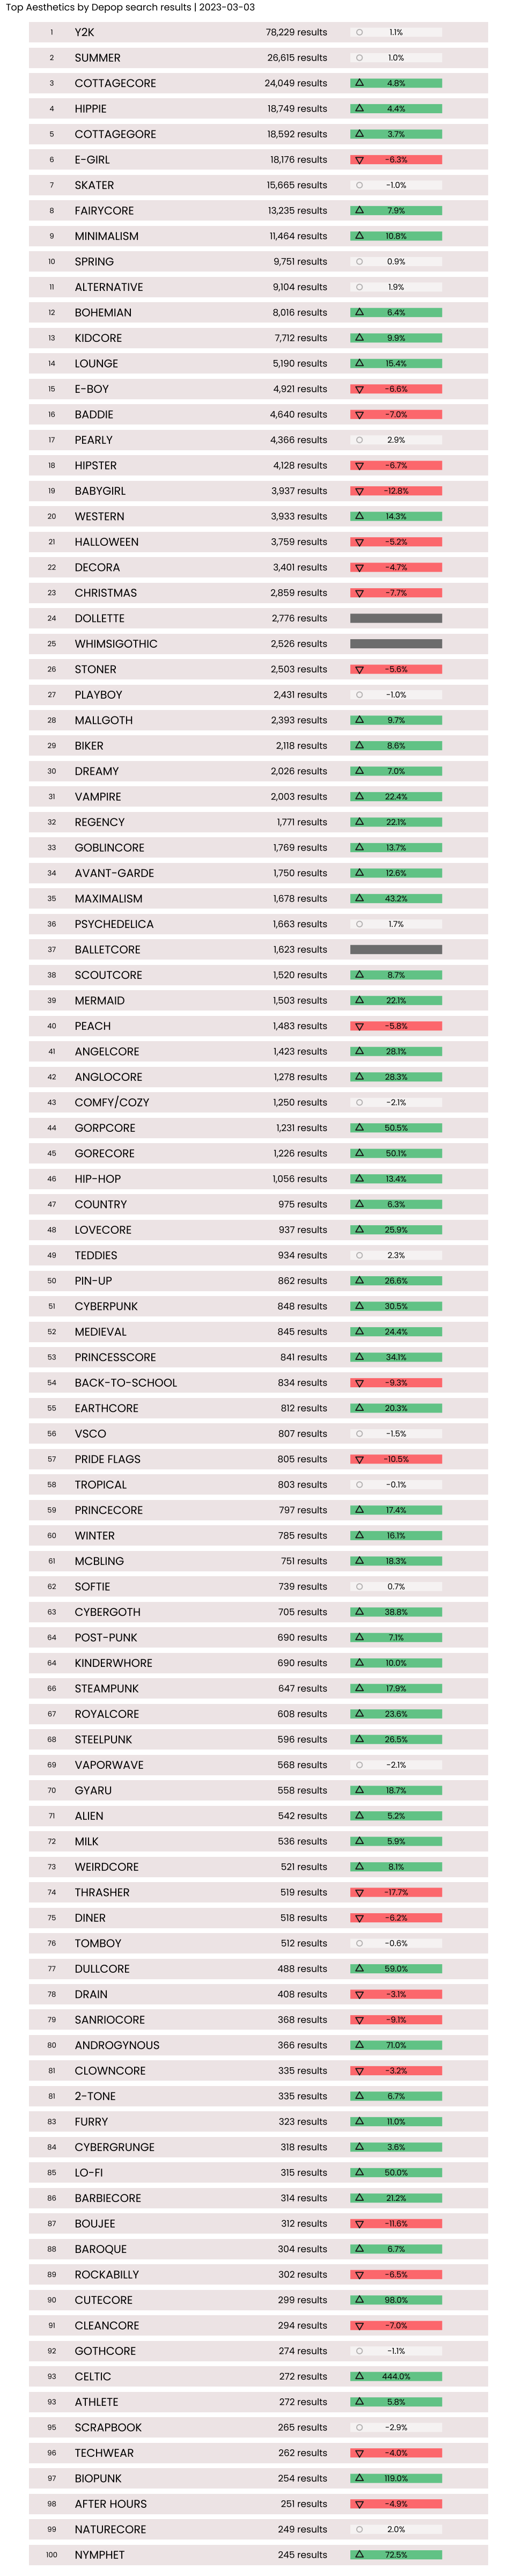 Top Aesthetics by Depop search results | 2023-03-03
1 Y2K 78,229 results 1.1%
2 SUMMER 26,615 results 1.0%
3 COTTAGECORE 24,049 results 4.8%
4 HIPPIE 18,749 results 4.4%
5 COTTAGEGORE 18,592 results 3.7%
6 E-GIRL 18,176 results -6.3%
7 SKATER 15,665 results -1.0%
8 FAIRYCORE 13,235 results 7.9%
9 MINIMALISM 11,464 results 10.8%
10 SPRING 9,751 results 0.9%
11 ALTERNATIVE 9,104 results 1.9%
12 BOHEMIAN 8,016 results 6.4%
13 KIDCORE 7,712 results 9.9%
14 LOUNGE 5,190 results 15.4%
15 E-BOY 4,921 results -6.6%
16 BADDIE 4,640 results -7.0%
17 PEARLY 4,366 results 2.9%
18 HIPSTER 4,128 results -6.7%
19 BABYGIRL 3,937 results -12.8%
20 WESTERN 3,933 results 14.3%
21 HALLOWEEN 3,759 results -5.2%
22 DECORA 3,401 results -4.7%
23 CHRISTMAS 2,859 results -7.7%
24 DOLLETTE 2,776 results
25 WHIMSIGOTHIC 2,526 results
26 STONER 2,503 results -5.6%
27 PLAYBOY 2,431 results -1.0%
28 MALLGOTH 2,393 results 9.7%
29 BIKER 2,118 results 8.6%
30 DREAMY 2,026 results 7.0%
31 VAMPIRE 2,003 results 22.4%
32 REGENCY 1,771 results 22.1%
33 GOBLINCORE 1,769 results 13.7%
34 AVANT-GARDE 1,750 results 12.6%
35 MAXIMALISM 1,678 results 43.2%
36 PSYCHEDELICA 1,663 results 1.7%
37 BALLETCORE 1,623 results
38 SCOUTCORE 1,520 results 8.7%
39 MERMAID 1,503 results 22.1%
40 PEACH 1,483 results -5.8%
41 ANGELCORE 1,423 results 28.1%
42 ANGLOCORE 1,278 results 28.3%
43 COMFY/COZY 1,250 results -2.1%
44 GORPCORE 1,231 results 50.5%
45 GORECORE 1,226 results 50.1%
46 HIP-HOP 1,056 results 13.4%
47 COUNTRY 975 results 6.3%
48 LOVECORE 937 results 25.9%
49 TEDDIES 934 results 2.3%
50 PIN-UP 862 results 26.6%
51 CYBERPUNK 848 results 30.5%
52 MEDIEVAL 845 results 24.4%
53 PRINCESSCORE 841 results 34.1%
54 BACK-TO-SCHOOL 834 results -9.3%
55 EARTHCORE 812 results 20.3%
56 VSCO 807 results -1.5%
57 PRIDE FLAGS 805 results -10.5%
58 TROPICAL 803 results -0.1%
59 PRINCECORE 797 results 17.4%
60 WINTER 785 results 16.1%
61 MCBLING 751 results 18.3%
62 SOFTIE 739 results 0.7%
63 CYBERGOTH 705 results 38.8%
64 POST-PUNK 690 results 7.1%
64 KINDERWHORE 690 results 10.0%
66 STEAMPUNK 647 results 17.9%
67 ROYALCORE 608 results 23.6%
68 STEELPUNK 596 results 26.5%
69 VAPORWAVE 568 results -2.1%
70 GYARU 558 results 18.7%
71 ALIEN 542 results 5.2%
72 MILK 536 results 5.9%
73 WEIRDCORE 521 results 8.1%
74 THRASHER 519 results -17.7%
75 DINER 518 results -6.2%
76 TOMBOY 512 results -0.6%
77 DULLCORE 488 results 59.0%
78 DRAIN 408 results -3.1%
79 SANRIOCORE 368 results -9.1%
80 ANDROGYNOUS 366 results 71.0%
81 CLOWNCORE 335 results -3.2%
81 2-TONE 335 results 6.7%
83 FURRY 323 results 11.0%
84 CYBERGRUNGE 318 results 3.6%
85 LO-FI 315 results 50.0%
86 BARBIECORE 314 results 21.2%
87 BOUJEE 312 results -11.6%
88 BAROQUE 304 results 6.7%
89 ROCKABILLY 302 results -6.5%
90 CUTECORE 299 results 98.0%
91 CLEANCORE 294 results -7.0%
92 GOTHCORE 274 results -1.1%
93 CELTIC 272 results 444.0%
93 ATHLETE 272 results 5.8%
95 SCRAPBOOK 265 results -2.9%
96 TECHWEAR 262 results -4.0%
97 BIOPUNK 254 results 119.0%
98 AFTER HOURS 251 results -4.9%
99 NATURECORE 249 results 2.0%
100 NYMPHET 245 results 72.5%